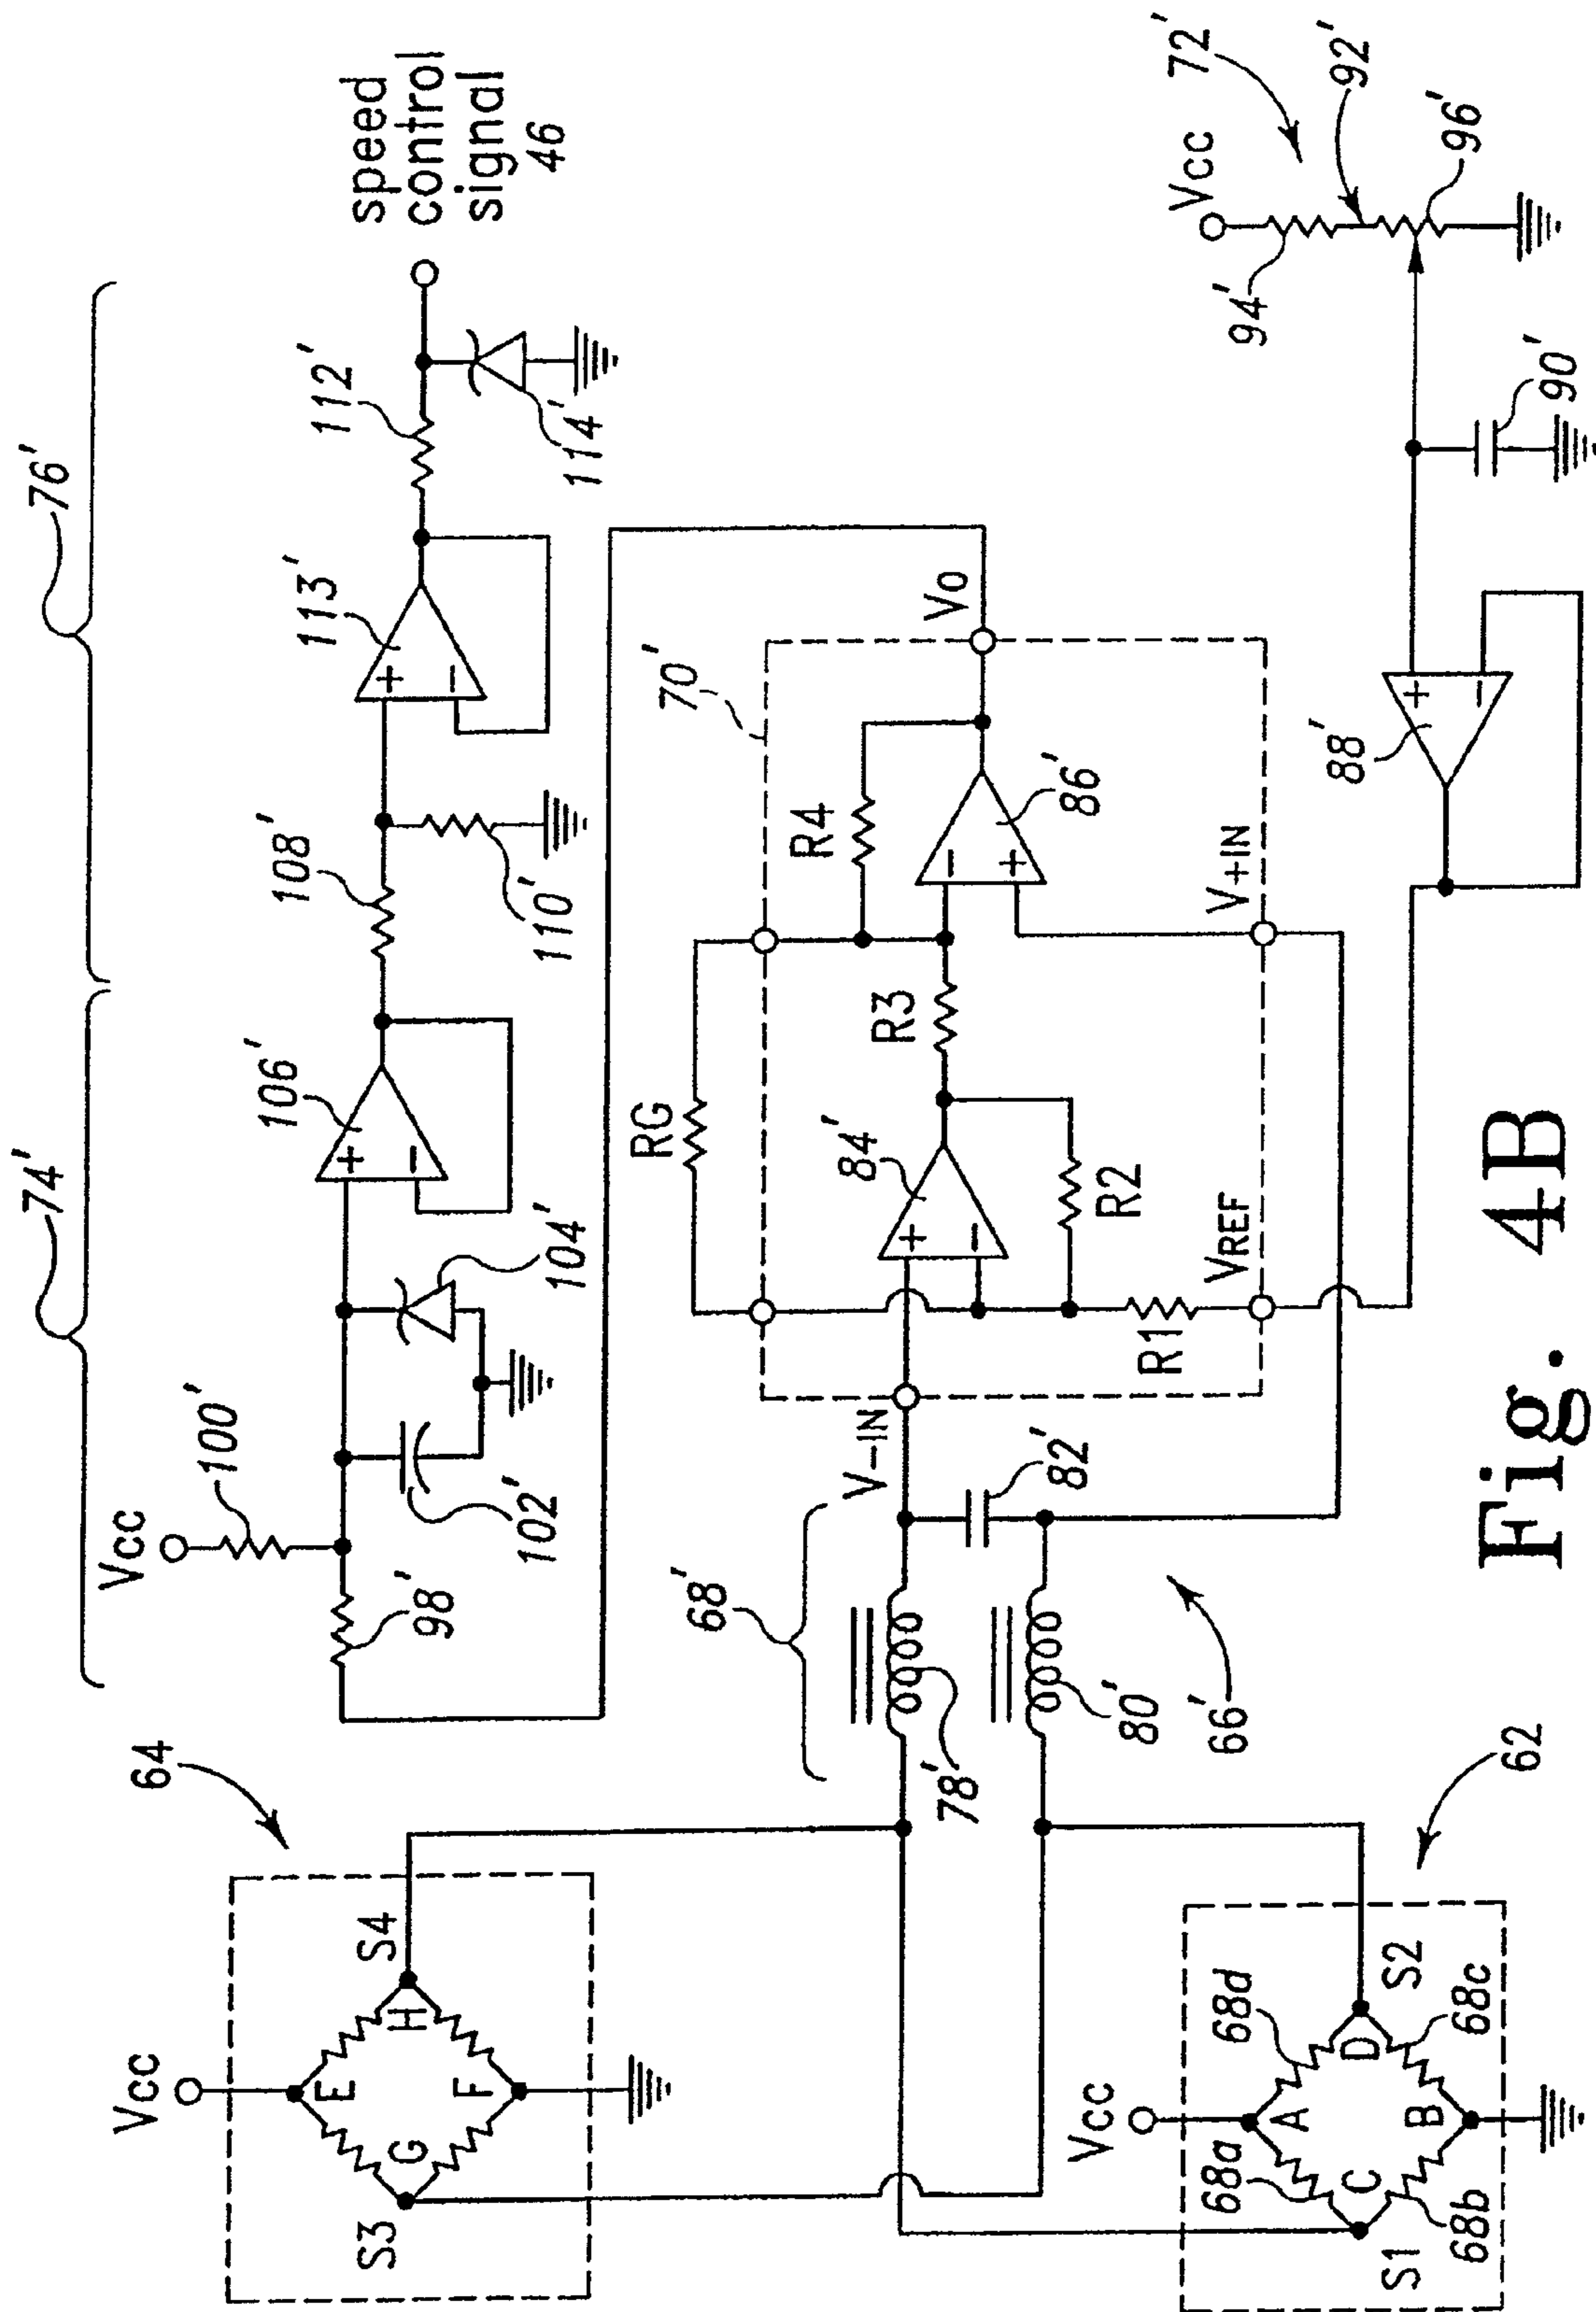 74'
76'
Vcc
100'
98'
102'
104'
106'
108'
110'
113'
112'
114'
speed
control
signal
46
64
Vcc
E
S3
G
H
S4
F
68'
78'
80'
82'
66'
V-IN
70'
RG
84'
R2
R1
VREF
R3
R4
86'
V+IN
Vo
88'
90'
72'
Vcc
94'
92'
96'
62
Vcc
68a
A
68d
S1
C
D
S2
68b
B
68c
Fig. 4B